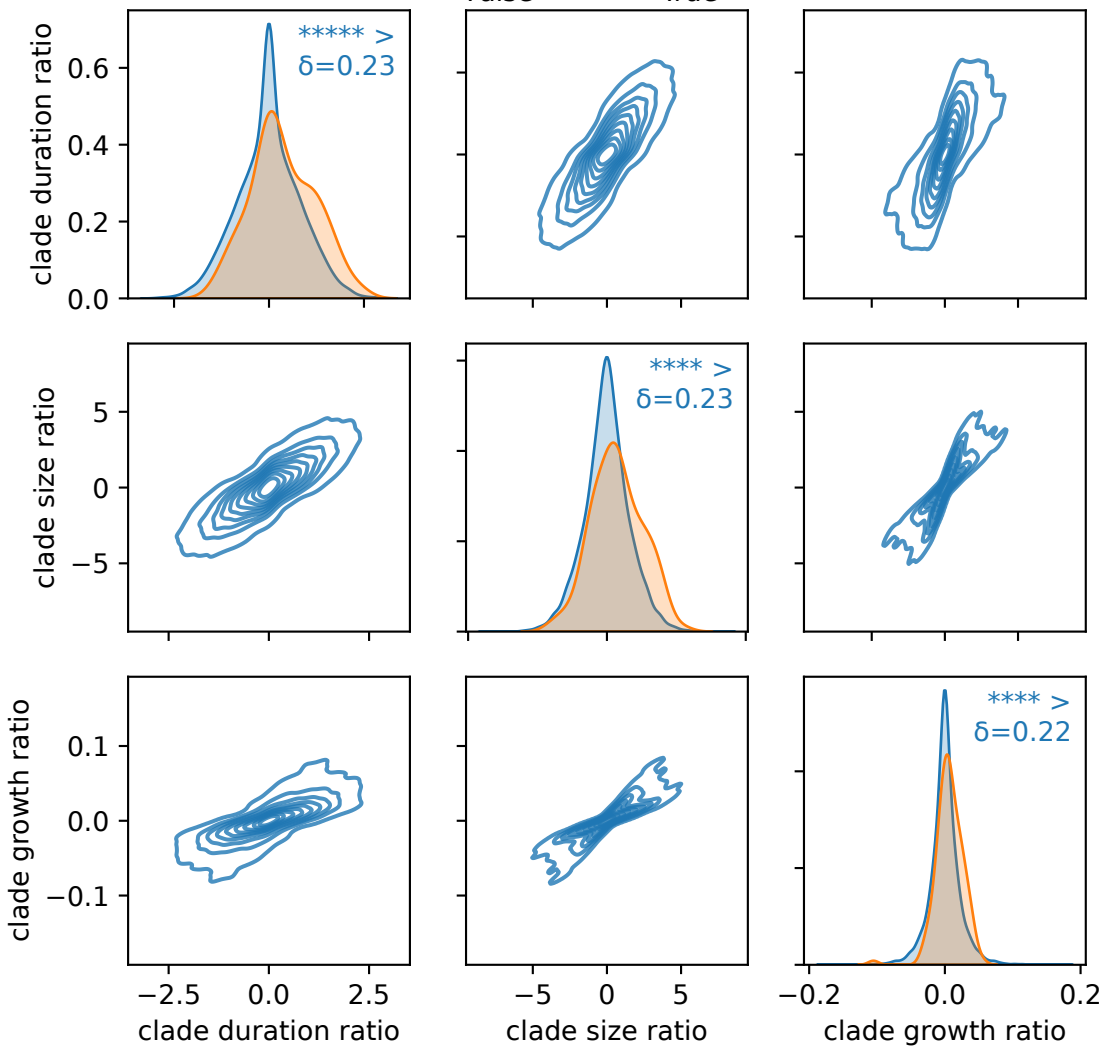 clade duration ratio
0.6
0.4
0.2
0.0
***** >
δ=0.23
clade size ratio
5
0
−5
**** >
δ=0.23
clade growth ratio
0.1
0.0
−0.1
**** >
δ=0.22
−2.5 0.0 2.5
−5 0 5
−0.2 0.0 0.2
clade duration ratio
clade size ratio
clade growth ratio